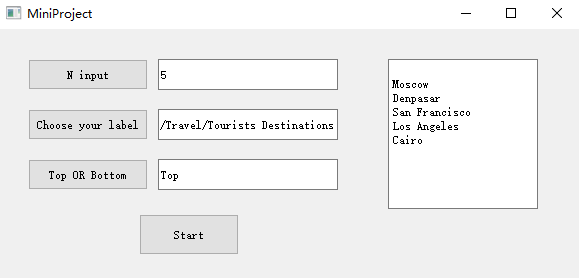 MiniProject
N input
5
Choose your label
/Travel/Tourists Destinations
Top OR Bottom
Top
Start
Moscow
Denpasar
San Francisco
Los Angeles
Cairo